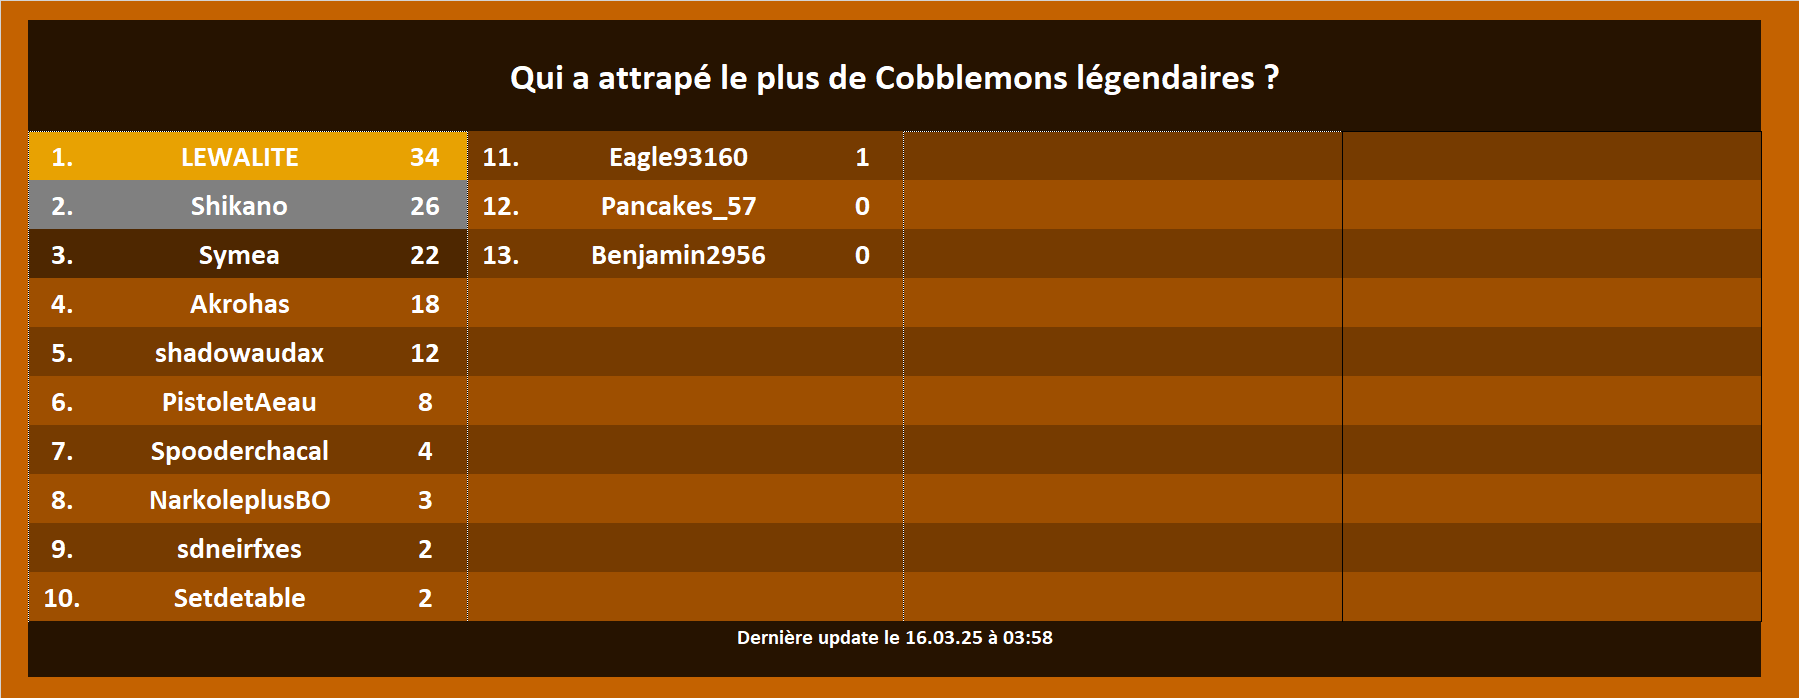 Qui a attrapé le plus de Cobblemons légendaires ?
1. LEWALITE 34
2. Shikano 26
3. Symea 22
4. Akrohas 18
5. shadowaudax 12
6. PistoletAeau 8
7. Spooderchacal 4
8. NarkoleplusBO 3
9. sdneirfxes 2
10. Setdetable 2
11. Eagle93160 1
12. Pancakes_57 0
13. Benjamin2956 0
Dernière update le 16.03.25 à 03:58